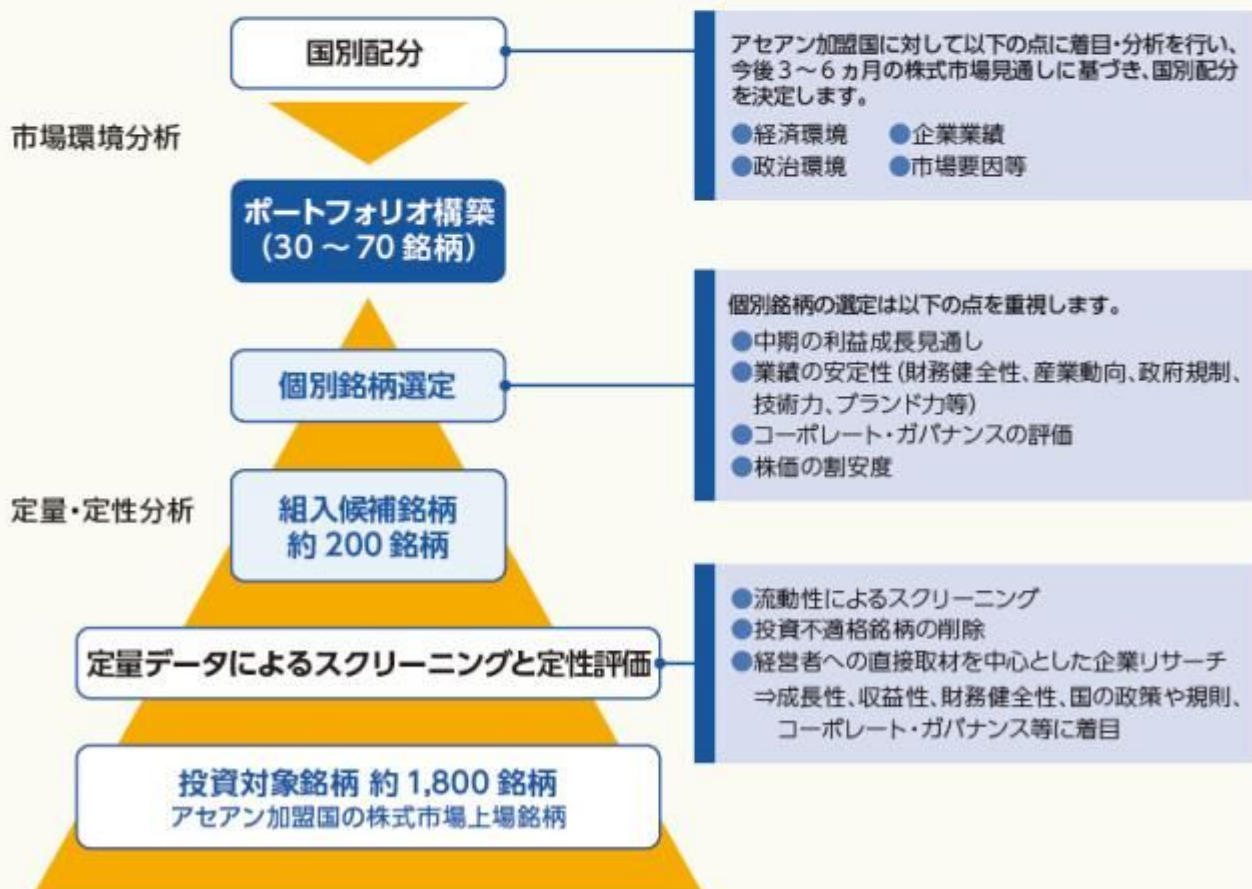 国別配分
アセアン加盟国に対して以下の点に着目・分析を行い、
今後3~6ヵ月の株式市場見通しに基づき、国別配分
を決定します。
●経済環境 ●企業業績
●政治環境 ●市場要因等
市場環境分析
ポートフォリオ構築
(30 ~ 70 銘柄)
個別銘柄の選定は以下の点を重視します。
●中期の利益成長見通し
●業績の安定性(財務健全性、産業動向、政府規制、
技術力、ブランド力等)
●コーポレート・ガバナンスの評価
●株価の割安度
個別銘柄選定
定量・定性分析
組入候補銘柄
約 200 銘柄
●流動性によるスクリーニング
●投資不適格銘柄の削除
●経営者への直接取材を中心とした企業リサーチ
⇒成長性、収益性、財務健全性、国の政策や規則、
コーポレート・ガバナンス等に着目
定量データによるスクリーニングと定性評価
投資対象銘柄 約 1,800 銘柄
アセアン加盟国の株式市場上場銘柄